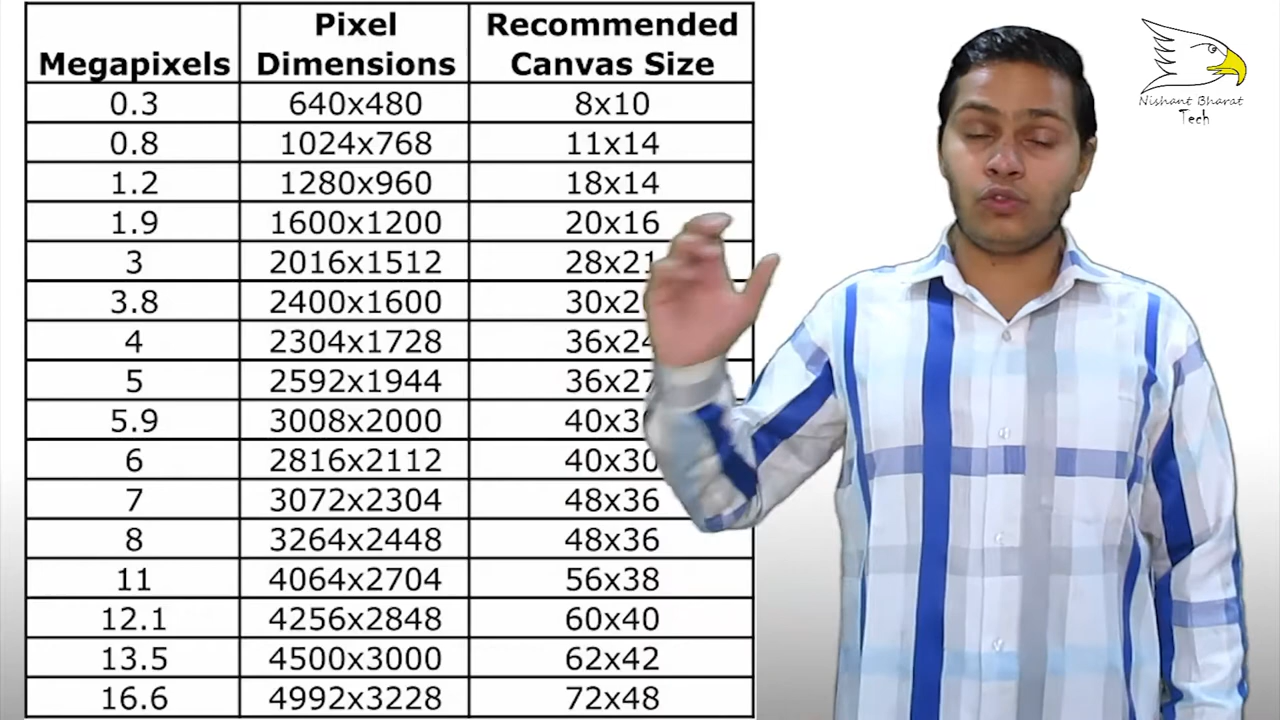 Megapixels Pixel Dimensions Recommended Canvas Size
0.3 640x480 8x10
0.8 1024x768 11x14
1.2 1280x960 18x14
1.9 1600x1200 20x16
3 2016x1512 28x21
3.8 2400x1600
4 2304x1728 36x24
5 2592x1944 36x27
5.9 3008x2000
6 2816x2112 40x30
7 3072x2304 48x36
8 3264x2448 48x36
11 4064x2704 56x38
12.1 4256x2848 60x40
13.5 4500x3000 62x42
16.6 4992x3228 72x48
Nishant Bharat
Tech